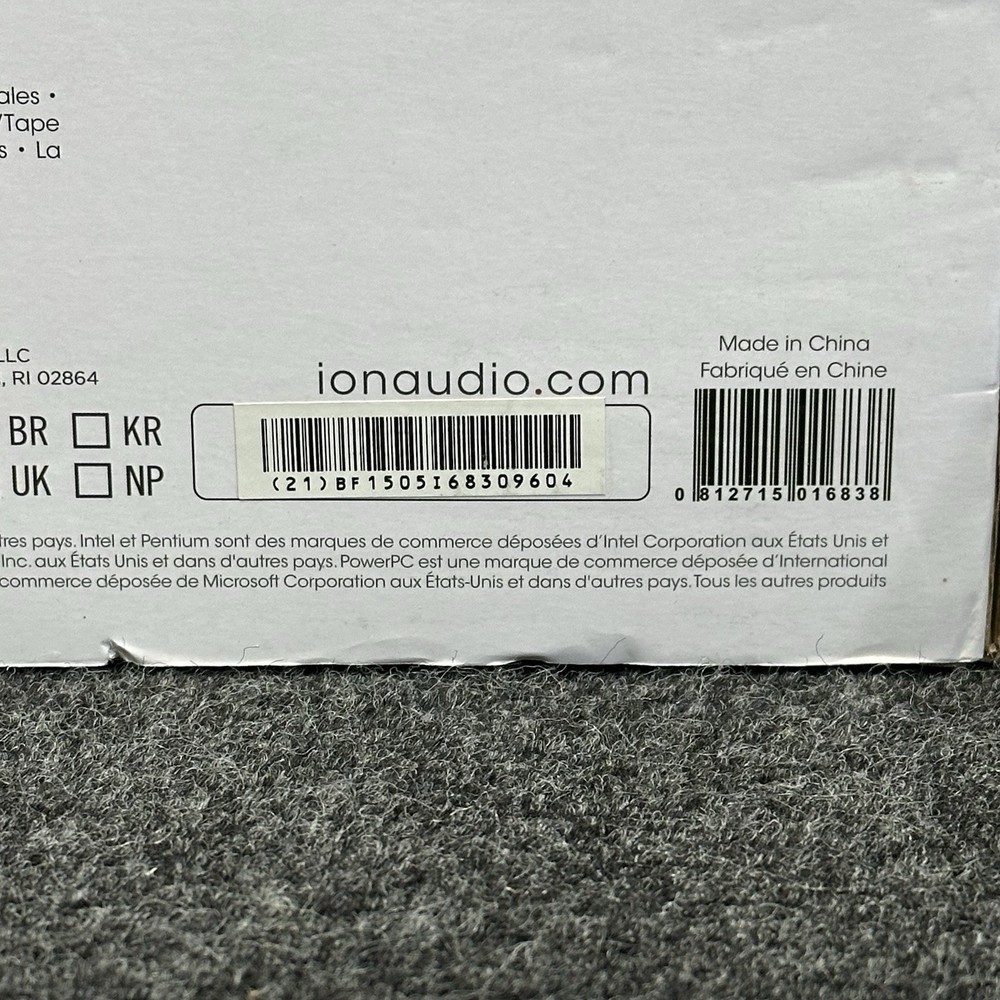 ales •
/Tape
s • La
Made in China
Fabriqué en Chine
LLC
, RI 02864
ionaudio.com
BR KR
UK NP
(21)BF1505I68309604
0 812715 016838
tres pays. Intel et Pentium sont des marques de commerce déposées d'Intel Corporation aux États Unis et
Inc. aux États Unis et dans d'autres pays. PowerPC est une marque de commerce déposée d'International
commerce déposée de Microsoft Corporation aux États-Unis et dans d'autres pays. Tous les autres produits